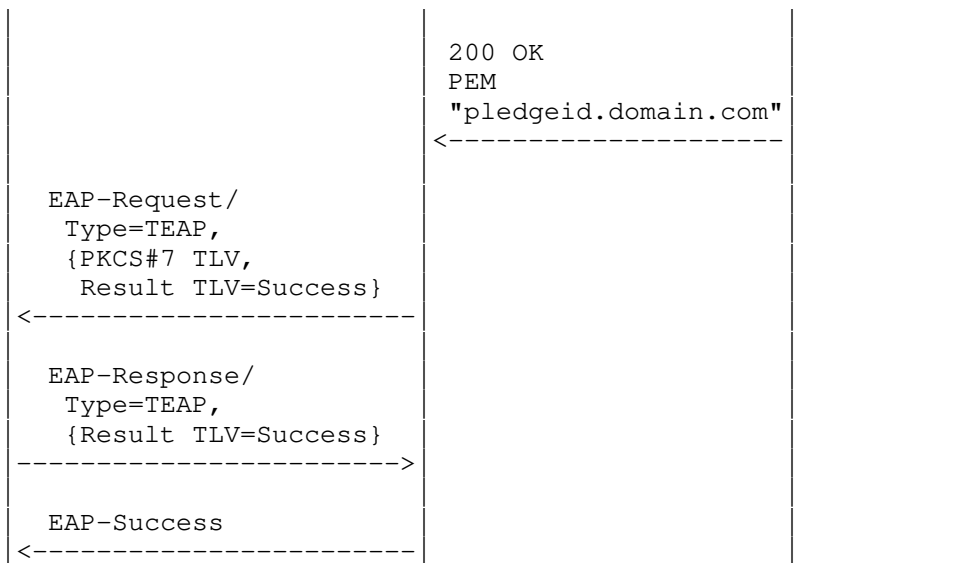 200 OK
PEM
"pledgeid.domain.com"
<---------------------
EAP-Request/
Type=TEAP,
{PKCS#7 TLV,
Result TLV=Success}
<------------------------
EAP-Response/
Type=TEAP,
{Result TLV=Success}
------------------------>
EAP-Success
<------------------------